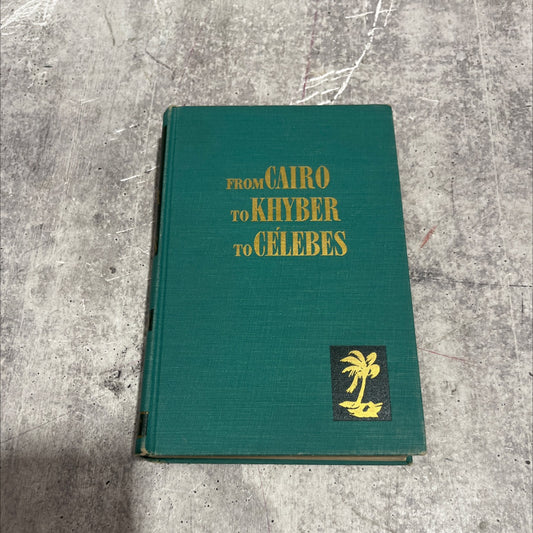 FROM CAIRO
TO KHYBER
TO CÉLEBES